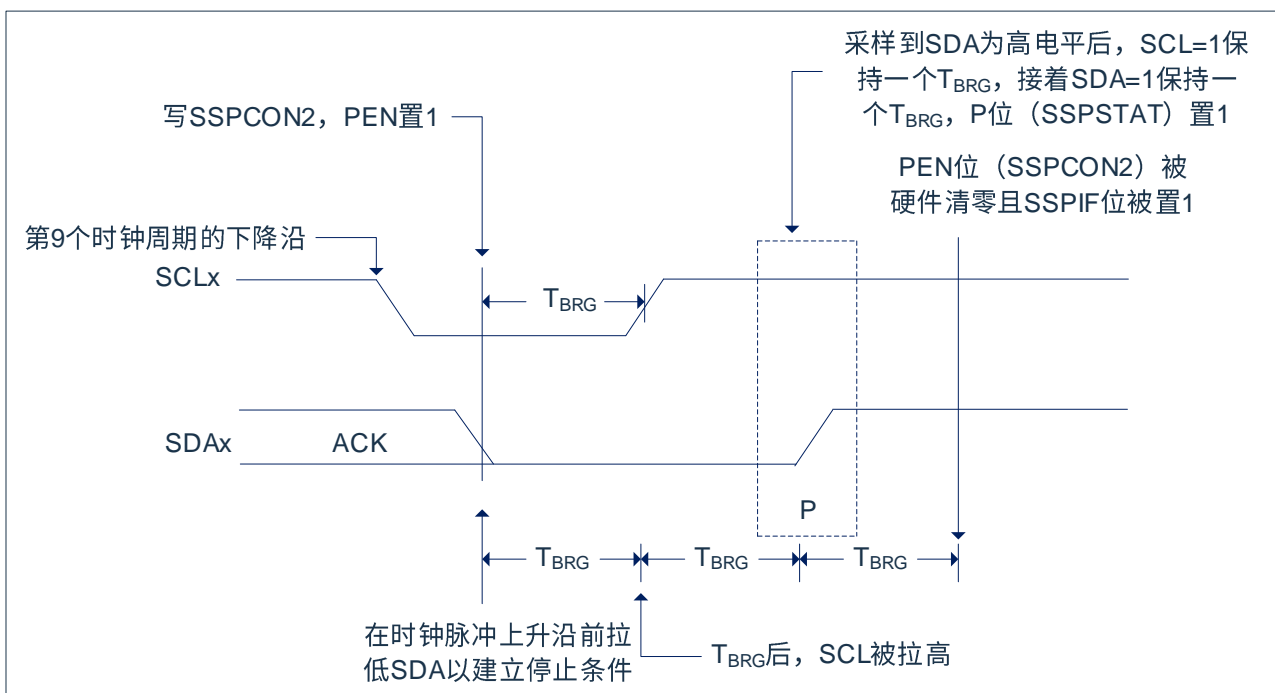 采样到SDA为高电平后，SCL=1保
持一个TBRG，接着SDA=1保持一
个TBRG，P位（SSPSTAT）置1
写SSPCON2，PEN置1
PEN位（SSPCON2）被
硬件清零且SSPIF位被置1
第9个时钟周期的下降沿
SCLx
TBRG
SDAx
ACK
P
TBRG
TBRG
TBRG
在时钟脉冲上升沿前拉
低SDA以建立停止条件
TBRG后，SCL被拉高